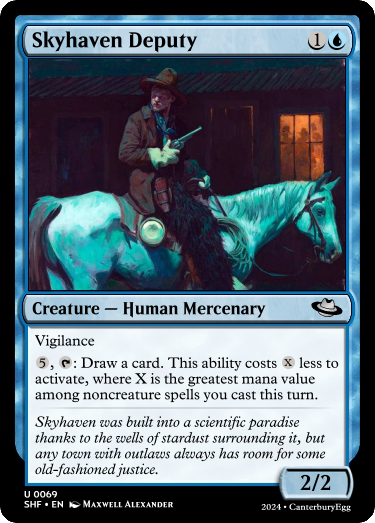 Skyhaven Deputy 1
Creature — Human Mercenary
Vigilance
5, : Draw a card. This ability costs X less to
activate, where X is the greatest mana value
among noncreature spells you cast this turn.
Skyhaven was built into a scientific paradise
thanks to the wells of stardust surrounding it, but
any town with outlaws always has room for some
old-fashioned justice.
2/2
U 0069
SHF • EN Maxwell Alexander
2024 • CanterburyEgg